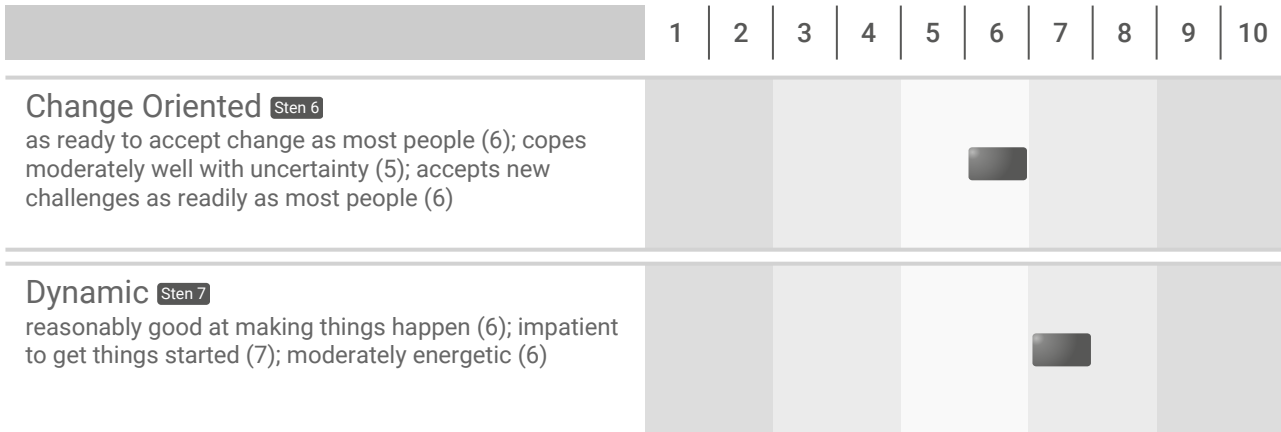 1 2 3 4 5 6 7 8 9 10
Change Oriented Sten 6
as ready to accept change as most people (6); copes
moderately well with uncertainty (5); accepts new
challenges as readily as most people (6)
Dynamic Sten 7
reasonably good at making things happen (6); impatient
to get things started (7); moderately energetic (6)